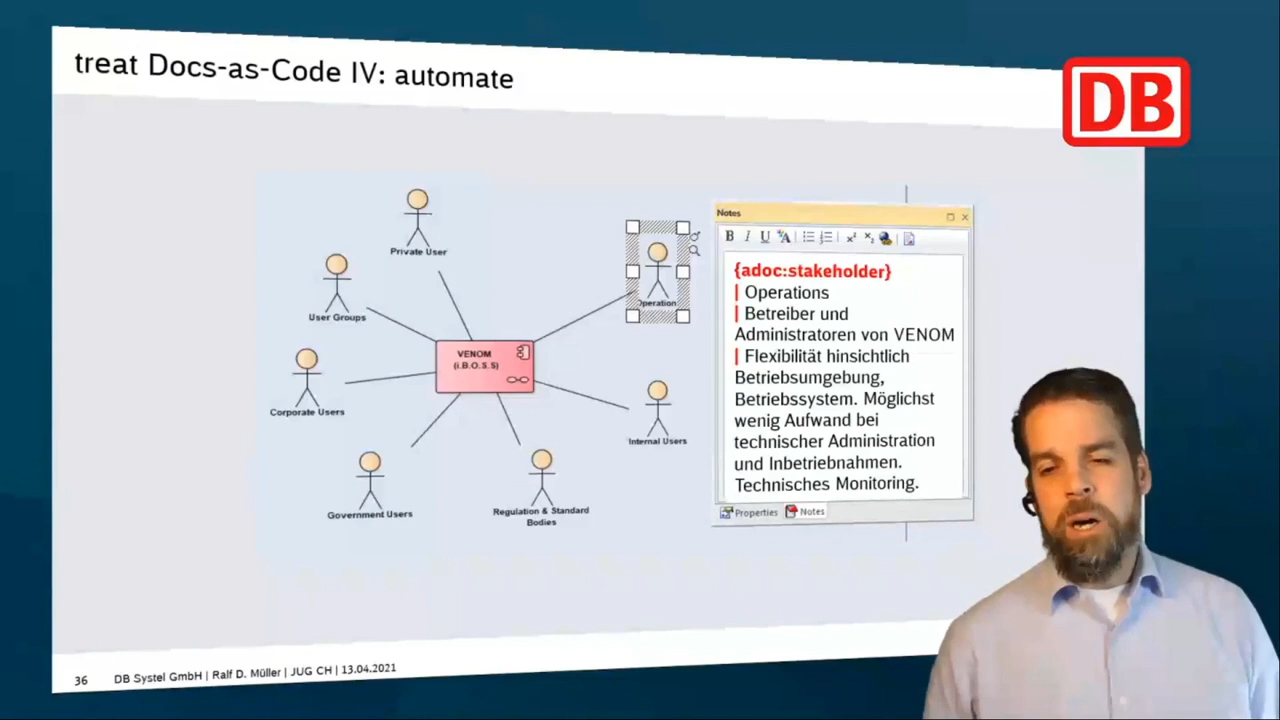 treat Docs-as-Code IV: automate
DB
Private User
User Groups
Operation
Corporate Users
VENOM
(i.B.O.S.S)
Internal Users
Government Users
Regulation & Standard
Bodies
Notes
B I U A x² x₂
{adoc:stakeholder}
| Operations
| Betreiber und
Administratoren von VENOM
| Flexibilität hinsichtlich
Betriebsumgebung,
Betriebssystem. Möglichst
wenig Aufwand bei
technischer Administration
und Inbetriebnahmen.
Technisches Monitoring.
Properties Notes
36 DB Systel GmbH | Ralf D. Müller | JUG CH | 13.04.2021